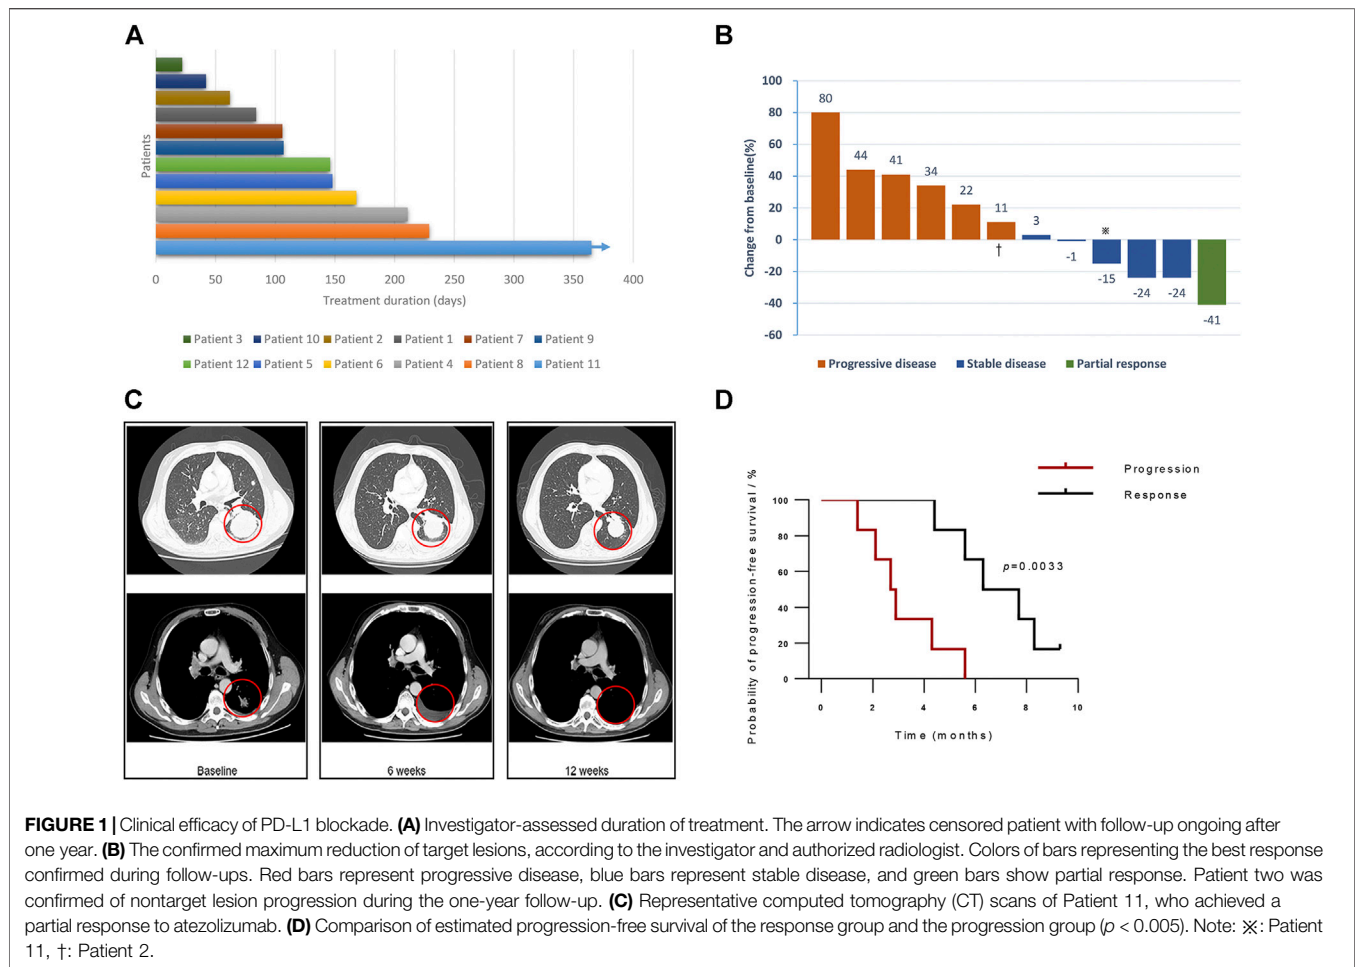 A
Patients
0 50 100 150 200 250 300 350 400
Treatment duration (days)
Patient 3 Patient 10 Patient 2 Patient 1 Patient 7 Patient 9
Patient 12 Patient 5 Patient 6 Patient 4 Patient 8 Patient 11
B
Change from baseline(%)
100
80
60
40
20
0
-20
-40
-60
80
44
41
34
22
11
†
3
-1
※
-15
-24
-24
-41
Progressive disease Stable disease Partial response
C
Baseline
6 weeks
12 weeks
D
Progression
Response
Probability of progression-free survival / %
100
80
60
40
20
0
p=0.0033
0 2 4 6 8 10
Time (months)
FIGURE 1 | Clinical efficacy of PD-L1 blockade. (A) Investigator-assessed duration of treatment. The arrow indicates censored patient with follow-up ongoing after
one year. (B) The confirmed maximum reduction of target lesions, according to the investigator and authorized radiologist. Colors of bars representing the best response
confirmed during follow-ups. Red bars represent progressive disease, blue bars represent stable disease, and green bars show partial response. Patient two was
confirmed of nontarget lesion progression during the one-year follow-up. (C) Representative computed tomography (CT) scans of Patient 11, who achieved a
partial response to atezolizumab. (D) Comparison of estimated progression-free survival of the response group and the progression group (p < 0.005). Note: ※: Patient
11, †: Patient 2.